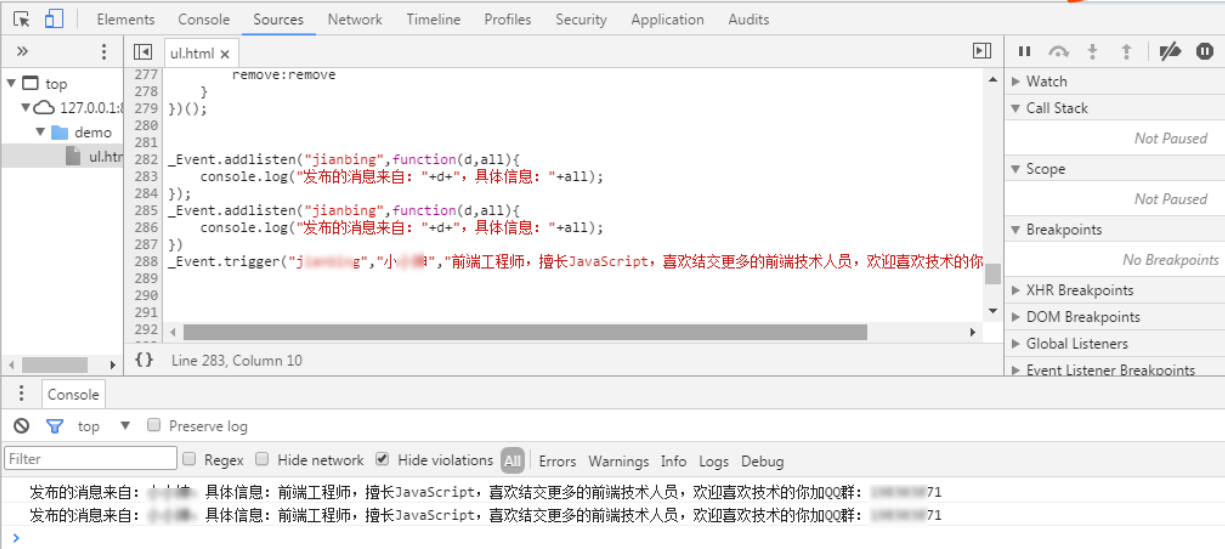 Elements Console Sources Network Timeline Profiles Security Application Audits
» ul.html ×
top
127.0.0.1:8
demo
ul.htr
277 remove:remove
278 }
279 })();
280
281
282 _Event.addlisten("jianbing",function(d,all){
283 console.log("发布的消息来自: "+d+", 具体信息: "+all);
284 });
285 _Event.addlisten("jianbing",function(d,all){
286 console.log("发布的消息来自: "+d+", 具体信息: "+all);
287 })
288 _Event.trigger("j g","小 ","前端工程师，擅长JavaScript，喜欢结交更多的前端技术人员，欢迎喜欢技术的你
289
290
291
292
{} Line 283, Column 10
Watch
Call Stack
Not Paused
Scope
Not Paused
Breakpoints
No Breakpoints
XHR Breakpoints
DOM Breakpoints
Global Listeners
Event Listener Breakpoints
Console
top Preserve log
Filter Regex Hide network Hide violations All Errors Warnings Info Logs Debug
发布的消息来自: 具体信息: 前端工程师，擅长JavaScript，喜欢结交更多的前端技术人员，欢迎喜欢技术的你加QQ群: 71
发布的消息来自: 具体信息: 前端工程师，擅长JavaScript，喜欢结交更多的前端技术人员，欢迎喜欢技术的你加QQ群: 71
>